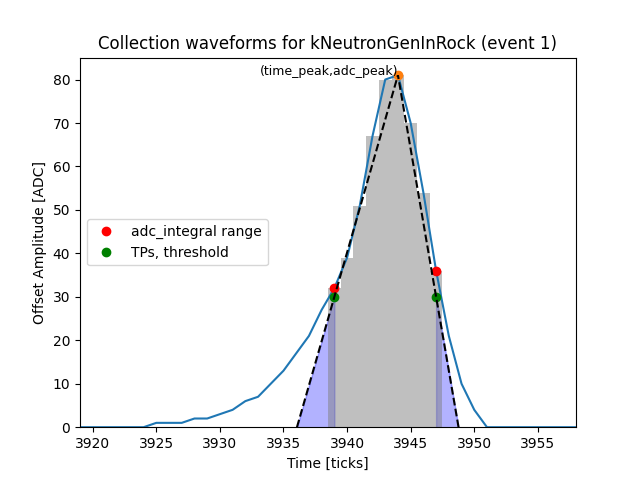 Collection waveforms for kNeutronGenInRock (event 1)
(time_peak,adc_peak)
80
70
60
50
40
30
20
10
0
Offset Amplitude [ADC]
adc_integral range
TPs, threshold
3920 3925 3930 3935 3940 3945 3950 3955
Time [ticks]